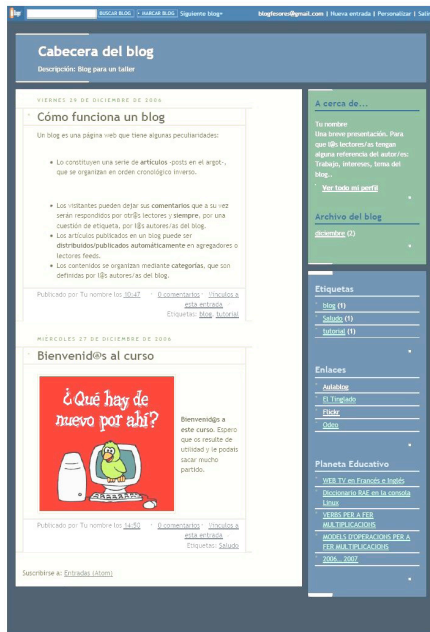 BUSCAR BLOG
MARCAR BLOG
Siguiente blog»
blogfesores@gmail.com | Nueva entrada | Personalizar | Sali
Cabecera del blog
Descripción: Blog para un taller
VIERNES 29 DE DICIEMBRE DE 2006
Cómo funciona un blog
Un blog es una página web que tiene algunas peculiaridades:
Lo constituyen una serie de artículos -posts en el argot-,
que se organizan en orden cronológico inverso.
Los visitantes pueden dejar sus comentarios que a su vez
serán respondidos por otr@s lectores y siempre, por una
cuestión de etiqueta, por l@s autores/as del blog.
Los artículos publicados en un blog puede ser
distribuidos/publicados automáticamente en agregadores o
lectores feeds.
Los contenidos se organizan mediante categorías, que son
definicas por l@s autores/as del blog.
Publicado por Tu nombre los 10:47
0 comentarios
Vínculos a
esta entrada
Etiquetas: blog, tutorial
MIÉRCOLES 27 DE DICIEMBRE DE 2006
Bienvenid@s al curso
¿Qué hay de
nuevo por ahí?
Bienvenid@s a
este curso. Espero
que os resulte de
utilidad y le podáis
sacar mucho
partido.
Publicado por Tu nombre los 14:50
0 comentarios
Vínculos a
esta entrada
Etiquetas: Saludo
Suscribirse a: Entradas (Atom)
A cerca de...
Tu nombre
Una breve presentación. Para
que l@s lectores/as tengan
alguna referencia del autor/es:
Trabajo, intereses, tema del
blog...
Ver todo mi perfil
Archivo del blog
diciembre (2)
Etiquetas
blog (1)
Saludo (1)
tutorial (1)
Enlaces
Aulablog
El Tinglado
Flickr
Odeo
Planeta Educativo
WEB TV en Francés e Inglés
Diccionario RAE en la consola
Linux
VERBS PER A FER
MULTIPLICACIONS
MODELS D'OPERACIONS PER A
FER MULTIPLICACIONS
2006.. 2007